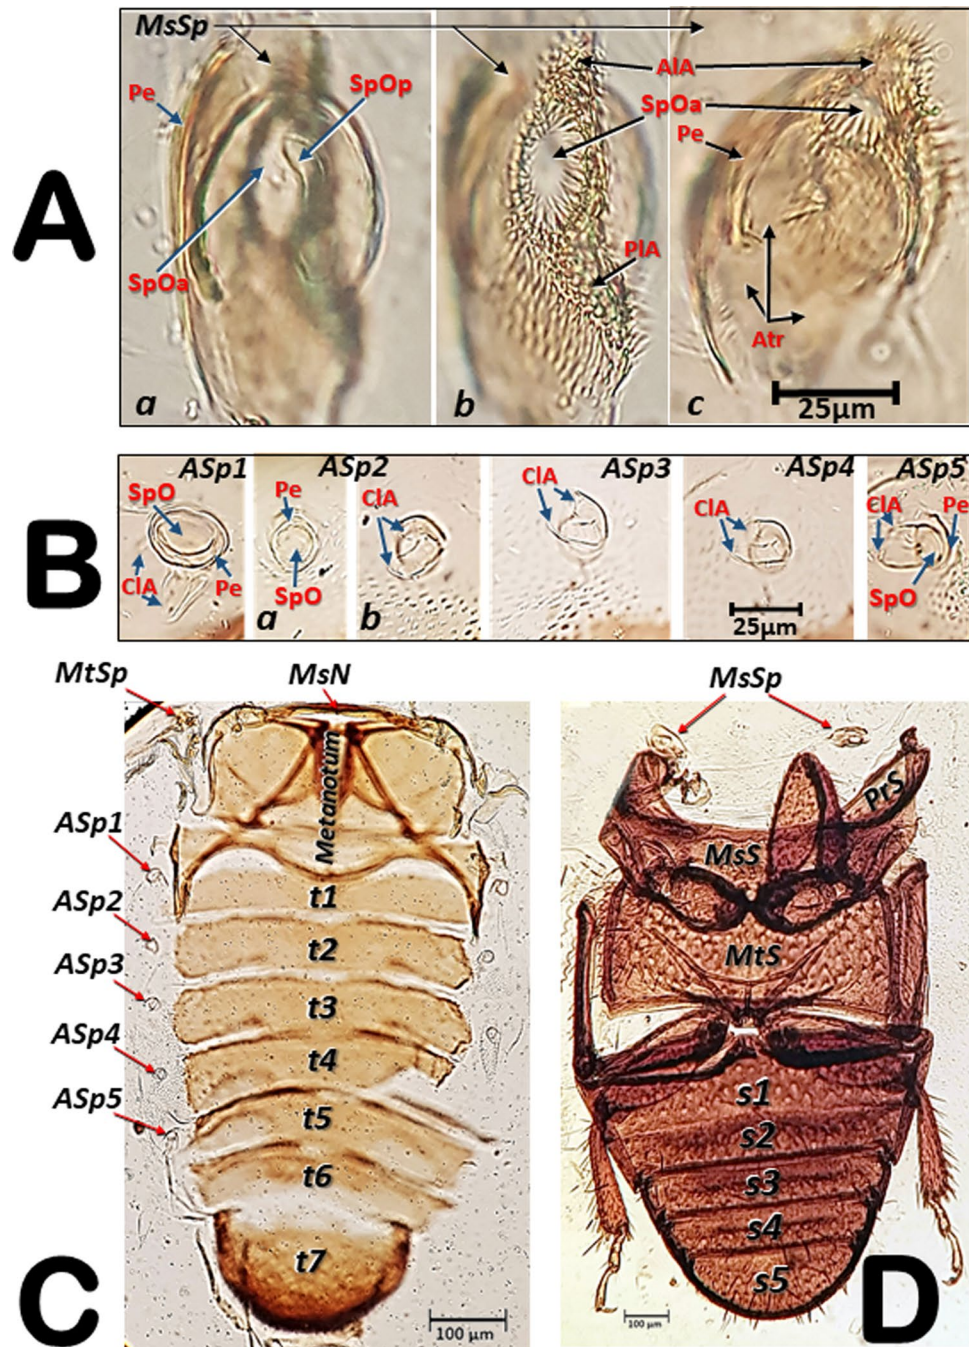 A
MsSp
Pe
SpOp
SpOa
a
AlA
SpOa
PlA
b
Pe
Atr
c
25µm
B
ASp1
SpO
ClA
Pe
ASp2
Pe
SpO
a
ClA
b
ASp3
ClA
ASp4
ClA
25µm
ASp5
ClA
Pe
SpO
C
MtSp
MsN
Metanotum
ASp1
ASp2
ASp3
ASp4
ASp5
t1
t2
t3
t4
t5
t6
t7
100 µm
D
MsSp
PrS
MsS
MtS
s1
s2
s3
s4
s5
100 µm